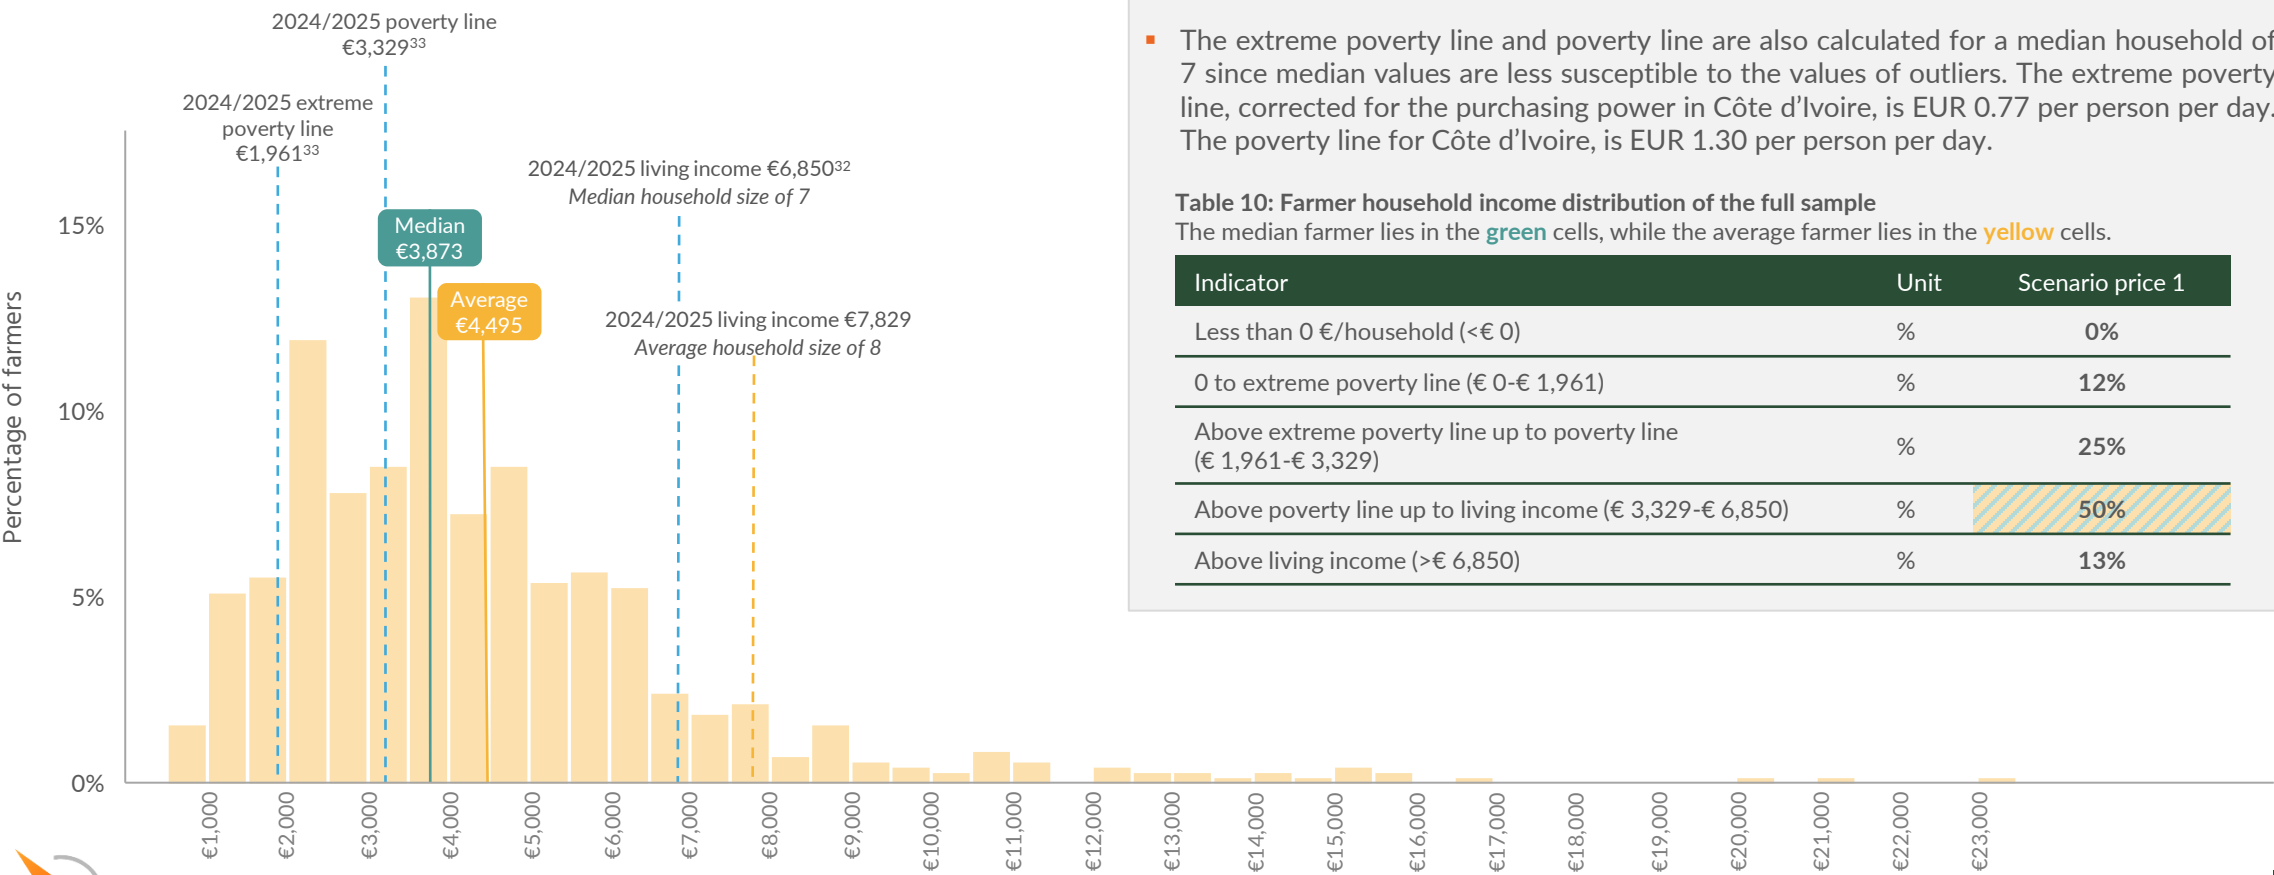 2024/2025 poverty line
€3,329³³
2024/2025 extreme
poverty line
€1,961³³
2024/2025 living income €6,850³²
Median household size of 7
Median
€3,873
Average
€4,495
2024/2025 living income €7,829
Average household size of 8
Percentage of farmers
15%
10%
5%
0%
€1,000
€2,000
€3,000
€4,000
€5,000
€6,000
€7,000
€8,000
€9,000
€10,000
€11,000
€12,000
€13,000
€14,000
€15,000
€16,000
€17,000
€18,000
€19,000
€20,000
€21,000
€22,000
€23,000
▪ The extreme poverty line and poverty line are also calculated for a median household of
7 since median values are less susceptible to the values of outliers. The extreme poverty
line, corrected for the purchasing power in Côte d’Ivoire, is EUR 0.77 per person per day.
The poverty line for Côte d’Ivoire, is EUR 1.30 per person per day.
Table 10: Farmer household income distribution of the full sample
The median farmer lies in the green cells, while the average farmer lies in the yellow cells.
Indicator Unit Scenario price 1
Less than 0 €/household (<€ 0) % 0%
0 to extreme poverty line (€ 0-€ 1,961) % 12%
Above extreme poverty line up to poverty line
(€ 1,961-€ 3,329) % 25%
Above poverty line up to living income (€ 3,329-€ 6,850) % 50%
Above living income (>€ 6,850) % 13%